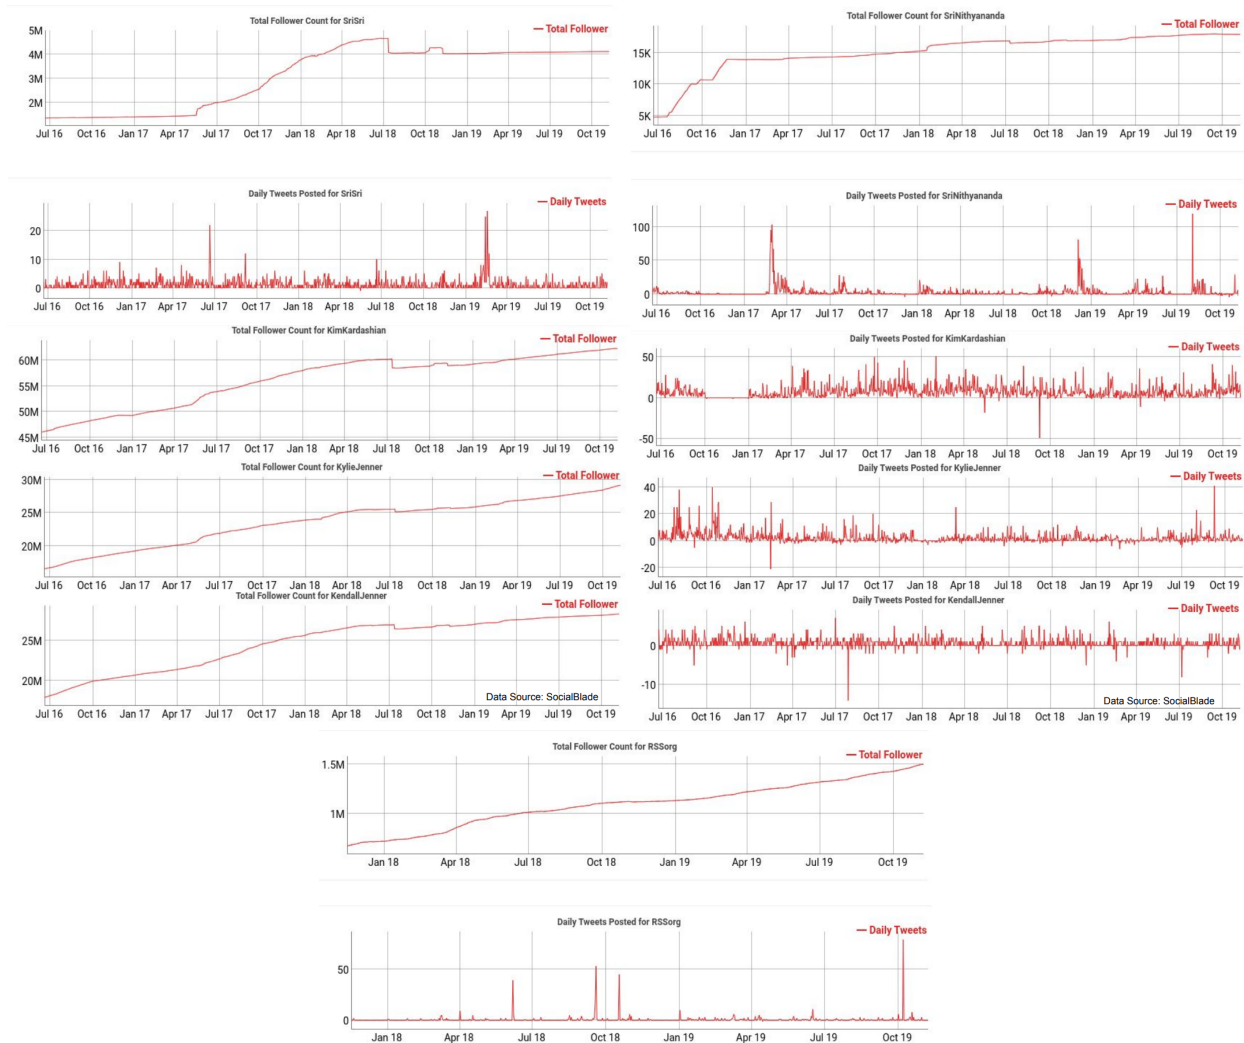 Total Follower Count for SriSri
Total Follower
5M
4M
3M
2M
Jul 16 Oct 16 Jan 17 Apr 17 Jul 17 Oct 17 Jan 18 Apr 18 Jul 18 Oct 18 Jan 19 Apr 19 Jul 19 Oct 19
Total Follower Count for SriNithyananda
Total Follower
15K
10K
5K
Jul 16 Oct 16 Jan 17 Apr 17 Jul 17 Oct 17 Jan 18 Apr 18 Jul 18 Oct 18 Jan 19 Apr 19 Jul 19 Oct 19
Daily Tweets Posted for SriSri
Daily Tweets
20
10
0
Jul 16 Oct 16 Jan 17 Apr 17 Jul 17 Oct 17 Jan 18 Apr 18 Jul 18 Oct 18 Jan 19 Apr 19 Jul 19 Oct 19
Daily Tweets Posted for SriNithyananda
Daily Tweets
100
50
0
Jul 16 Oct 16 Jan 17 Apr 17 Jul 17 Oct 17 Jan 18 Apr 18 Jul 18 Oct 18 Jan 19 Apr 19 Jul 19 Oct 19
Total Follower Count for KimKardashian
Total Follower
60M
55M
50M
45M
Jul 16 Oct 16 Jan 17 Apr 17 Jul 17 Oct 17 Jan 18 Apr 18 Jul 18 Oct 18 Jan 19 Apr 19 Jul 19 Oct 19
Daily Tweets Posted for KimKardashian
Daily Tweets
50
0
-50
Jul 16 Oct 16 Jan 17 Apr 17 Jul 17 Oct 17 Jan 18 Apr 18 Jul 18 Oct 18 Jan 19 Apr 19 Jul 19 Oct 19
Total Follower Count for KylieJenner
Total Follower
30M
25M
20M
Jul 16 Oct 16 Jan 17 Apr 17 Jul 17 Oct 17 Jan 18 Apr 18 Jul 18 Oct 18 Jan 19 Apr 19 Jul 19 Oct 19
Daily Tweets Posted for KylieJenner
Daily Tweets
40
20
0
-20
Jul 16 Oct 16 Jan 17 Apr 17 Jul 17 Oct 17 Jan 18 Apr 18 Jul 18 Oct 18 Jan 19 Apr 19 Jul 19 Oct 19
Total Follower Count for KendallJenner
Total Follower
25M
20M
Data Source: SocialBlade
Jul 16 Oct 16 Jan 17 Apr 17 Jul 17 Oct 17 Jan 18 Apr 18 Jul 18 Oct 18 Jan 19 Apr 19 Jul 19 Oct 19
Daily Tweets Posted for KendallJenner
Daily Tweets
0
-10
Data Source: SocialBlade
Jul 16 Oct 16 Jan 17 Apr 17 Jul 17 Oct 17 Jan 18 Apr 18 Jul 18 Oct 18 Jan 19 Apr 19 Jul 19 Oct 19
Total Follower Count for RSSorg
Total Follower
1.5M
1M
Jan 18 Apr 18 Jul 18 Oct 18 Jan 19 Apr 19 Jul 19 Oct 19
Daily Tweets Posted for RSSorg
Daily Tweets
50
0
Jan 18 Apr 18 Jul 18 Oct 18 Jan 19 Apr 19 Jul 19 Oct 19